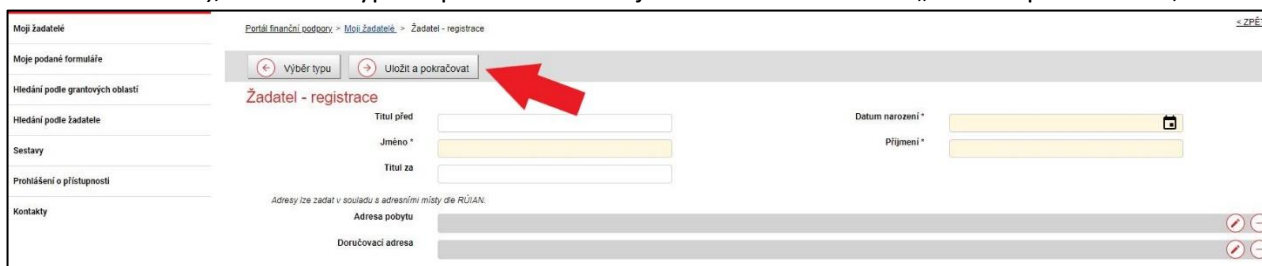 Moji žadatelé
Portál finanční podpory > Moji žadatelé > Žadatel - registrace
Moje podané formuláře
Výběr typu
Uložit a pokračovat
Hledání podle grantových oblastí
Žadatel - registrace
Hledání podle žadatele
Titul před
Datum narození *
Sestavy
Jméno *
Příjmení *
Prohlášení o přístupnosti
Titul za
Kontakty
Adresy lze zadat v souladu s adresními místy dle RÚIAN.
Adresa pobytu
Doručovací adresa